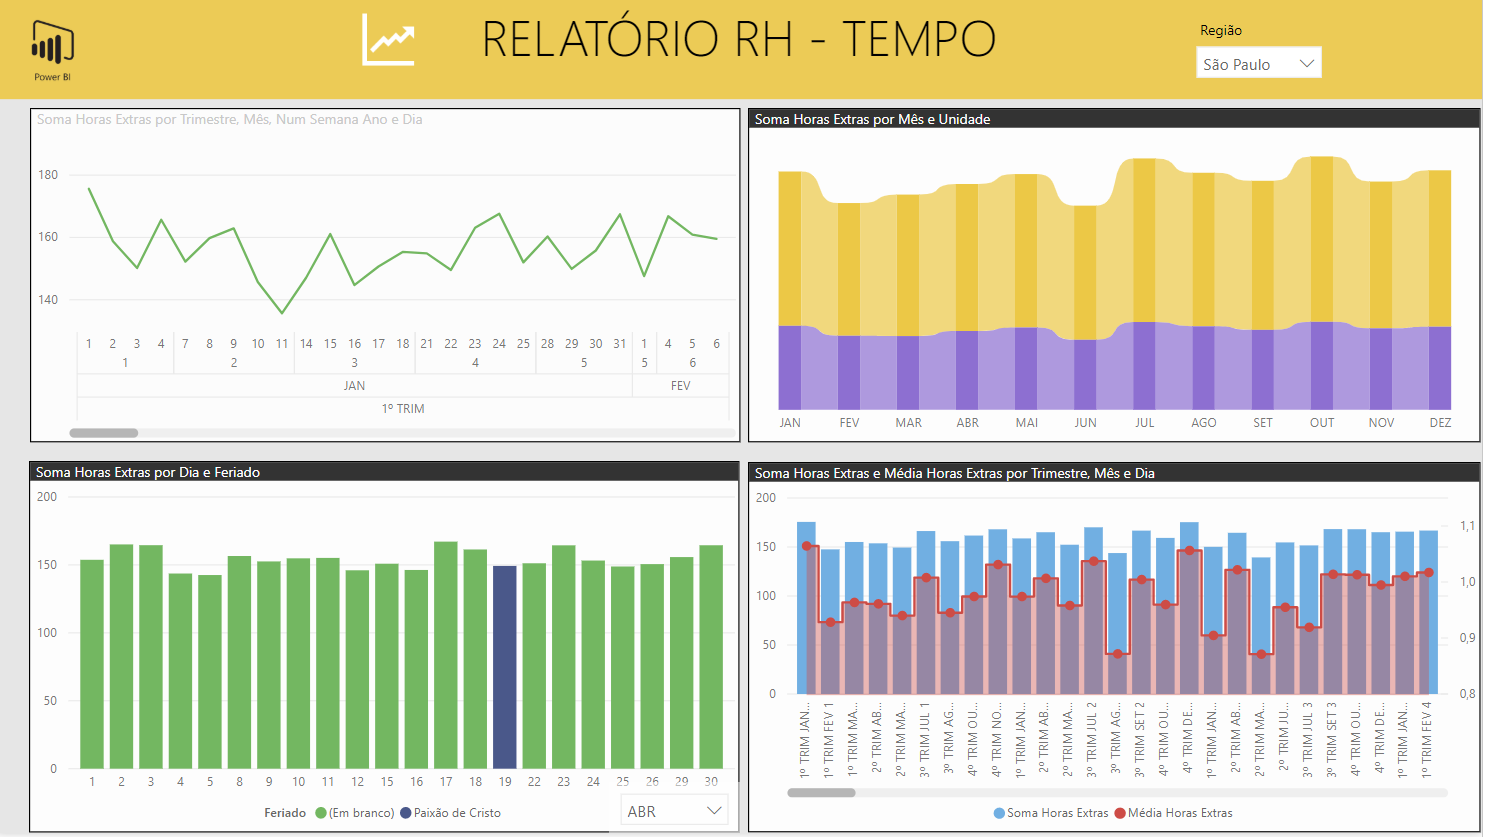 RELATÓRIO RH - TEMPO
Power BI
Região
São Paulo
Soma Horas Extras por Trimestre, Mês, Num Semana Ano e Dia
180
160
140
1 2 3 4 7 8 9 10 11 14 15 16 17 18 21 22 23 24 25 28 29 30 31 1 4 5 6
1 2 3 4 5 5 6
JAN FEV
1º TRIM
Soma Horas Extras por Mês e Unidade
JAN FEV MAR ABR MAI JUN JUL AGO SET OUT NOV DEZ
Soma Horas Extras por Dia e Feriado
200
150
100
50
0
1 2 3 4 5 8 9 10 11 12 15 16 17 18 19 22 23 24 25 26 29 30
Feriado (Em branco) Paixão de Cristo
ABR
Soma Horas Extras e Média Horas Extras por Trimestre, Mês e Dia
200
150 1,1
100 1,0
50 0,9
0 0,8
1º TRIM JAN...
1º TRIM FEV 1
1º TRIM MA...
2º TRIM AB...
2º TRIM MA...
3º TRIM JUL 1
3º TRIM AG...
4º TRIM OU...
4º TRIM NO...
1º TRIM JAN...
2º TRIM AB...
2º TRIM MA...
3º TRIM JUL 2
3º TRIM AG...
3º TRIM SET 2
4º TRIM OU...
4º TRIM DE...
1º TRIM JAN...
2º TRIM AB...
2º TRIM MA...
2º TRIM JU...
3º TRIM JUL 3
3º TRIM SET 3
4º TRIM OU...
4º TRIM DE...
1º TRIM JAN...
1º TRIM FEV 4
Soma Horas Extras Média Horas Extras